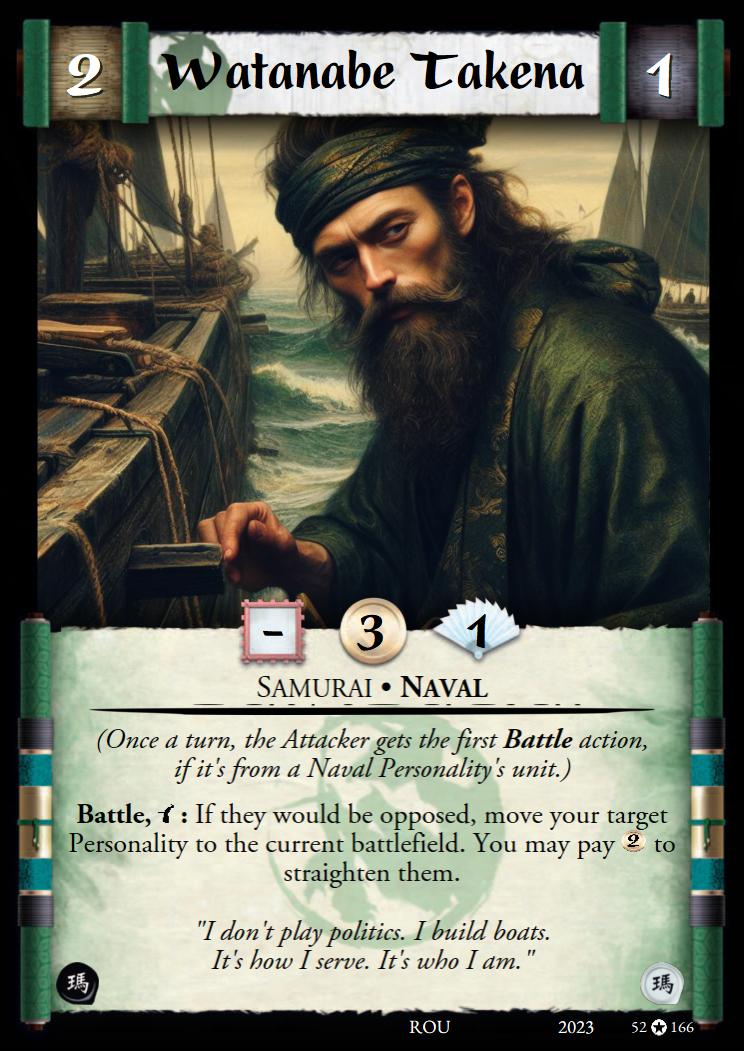 2 Watanabe Takena 1
- 3 1
SAMURAI • NAVAL
(Once a turn, the Attacker gets the first Battle action,
if it's from a Naval Personality's unit.)
Battle, : If they would be opposed, move your target
Personality to the current battlefield. You may pay 2 to
straighten them.
"I don't play politics. I build boats.
It's how I serve. It's who I am."
瑪 瑪
ROU 2023 52 ✪ 166